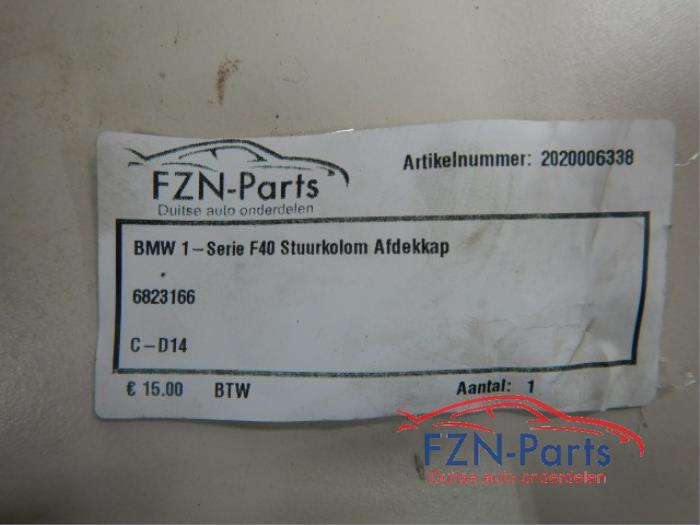 FZN-Parts
Duitse auto onderdelen
Artikelnummer: 2020006338
BMW 1-Serie F40 Stuurkolom Afdekkap
6823166
C-D14
€ 15.00 BTW Aantal: 1
FZN-Parts
Duitse auto onderdelen